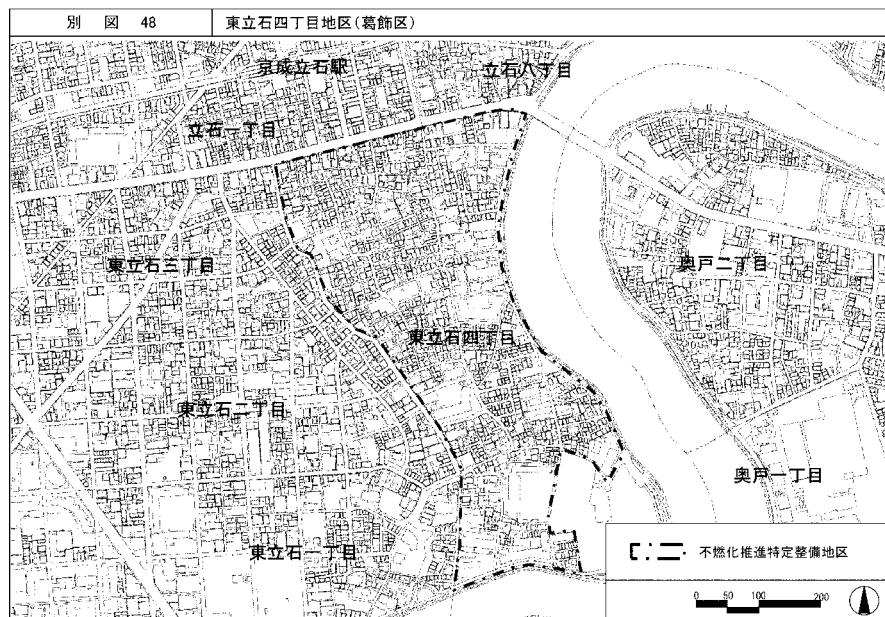 別 図 48
東立石四丁目地区(葛飾区)
京成立石駅
立石八丁目
立石一丁目
東立石三丁目
奥戸二丁目
東立石四丁目
東立石二丁目
奥戸一丁目
東立石一丁目
不燃化推進特定整備地区
0 50 100 200